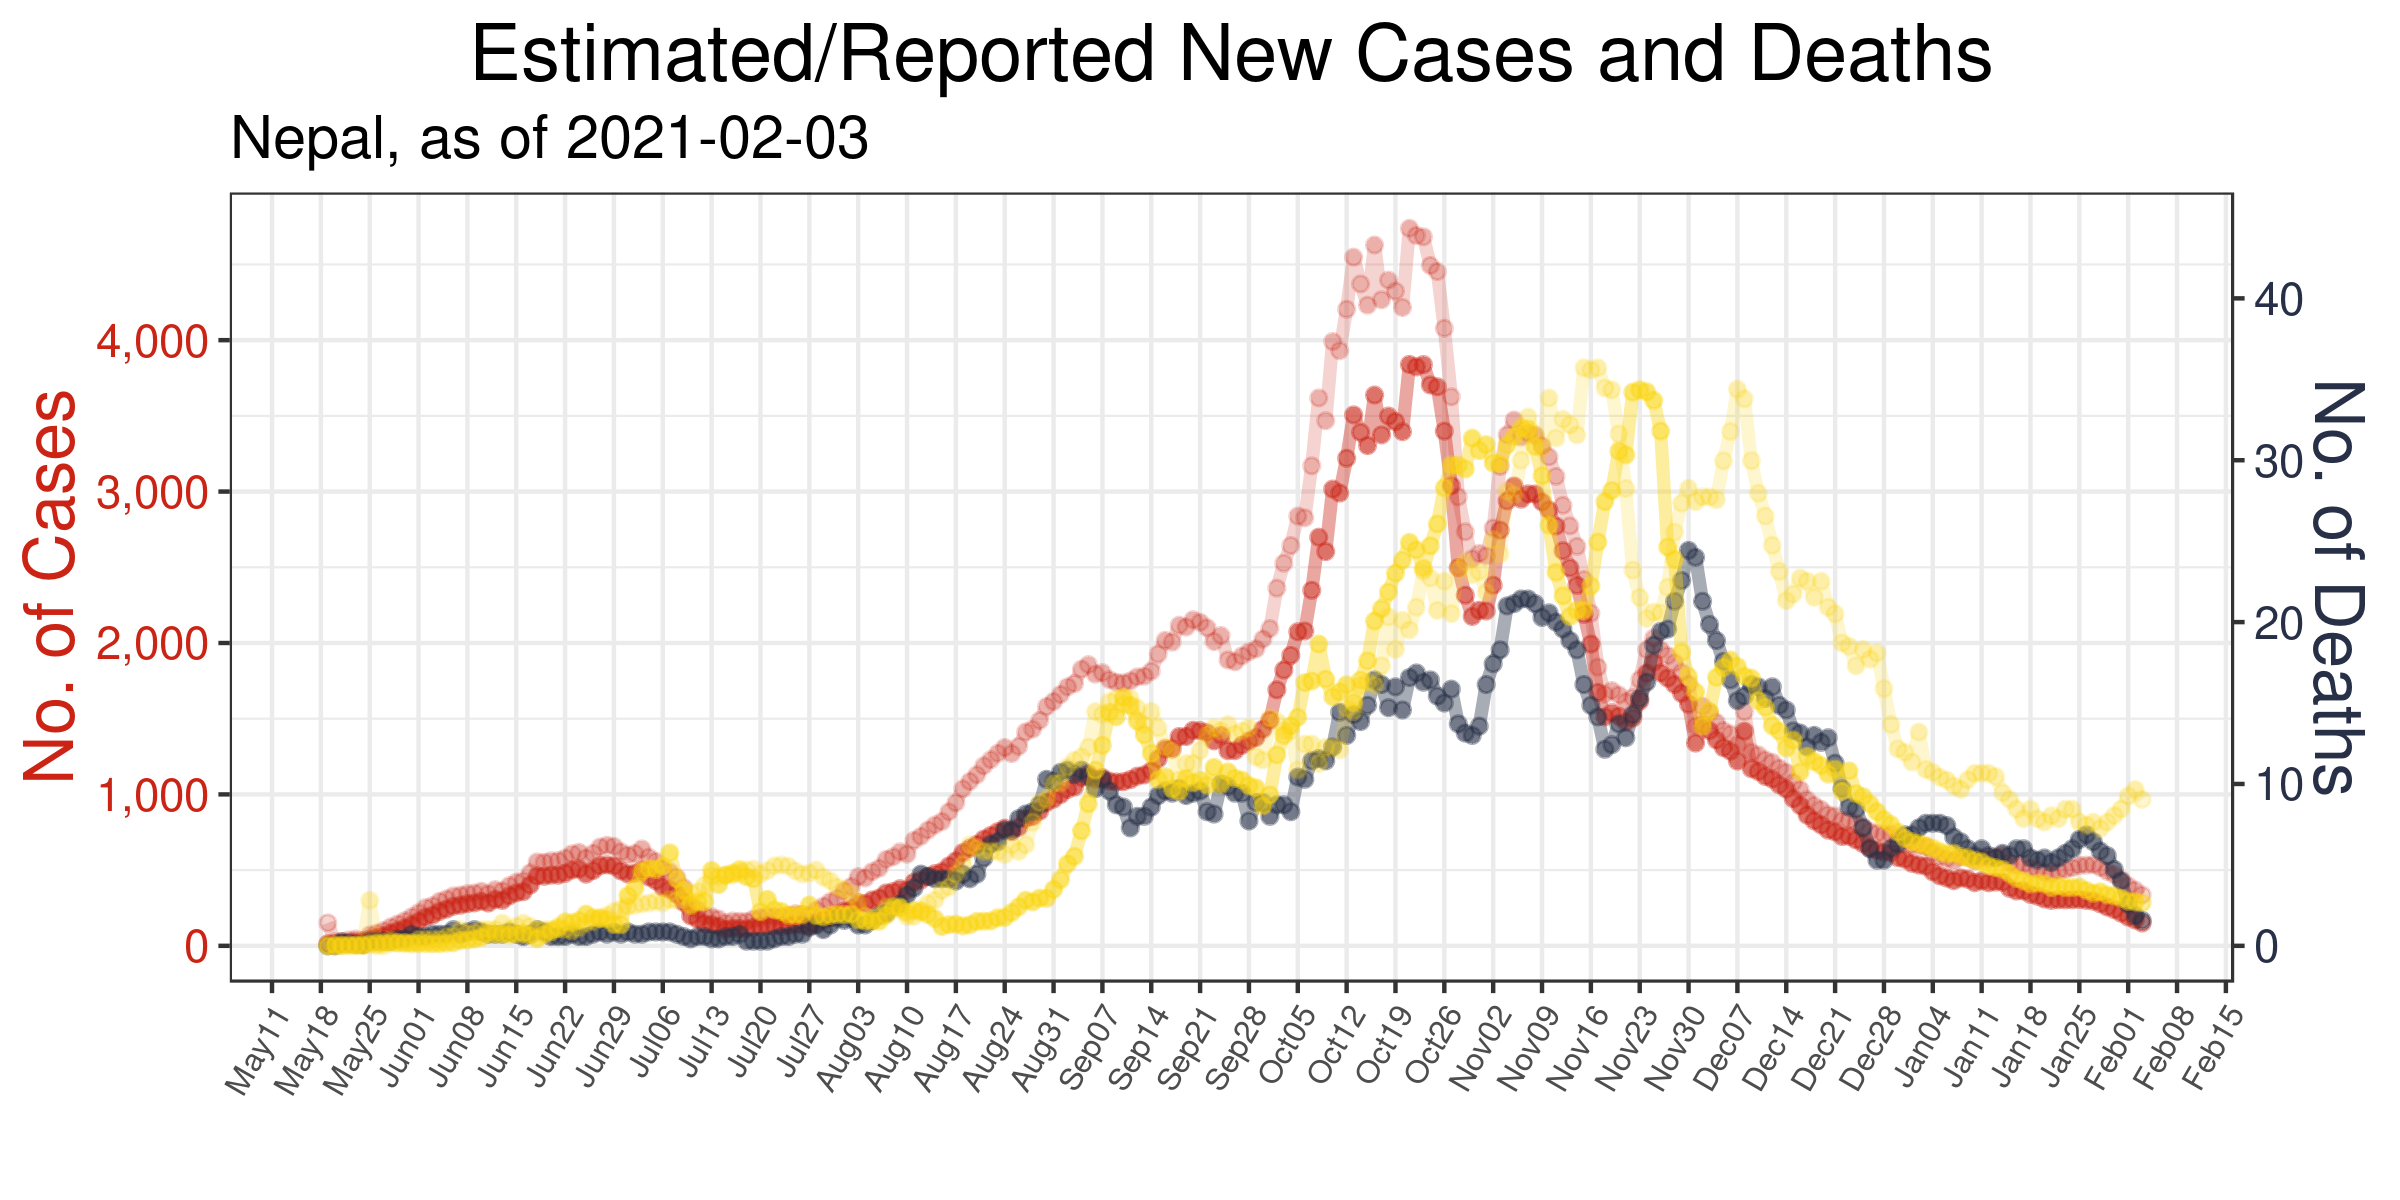 Estimated/Reported New Cases and Deaths
Nepal, as of 2021-02-03
No. of Cases
4,000
3,000
2,000
1,000
0
40
30
20
10
0
No. of Deaths
May11
May18
May25
Jun01
Jun08
Jun15
Jun22
Jun29
Jul06
Jul13
Jul20
Jul27
Aug03
Aug10
Aug17
Aug24
Aug31
Sep07
Sep14
Sep21
Sep28
Oct05
Oct12
Oct19
Oct26
Nov02
Nov09
Nov16
Nov23
Nov30
Dec07
Dec14
Dec21
Dec28
Jan04
Jan11
Jan18
Jan25
Feb01
Feb08
Feb15